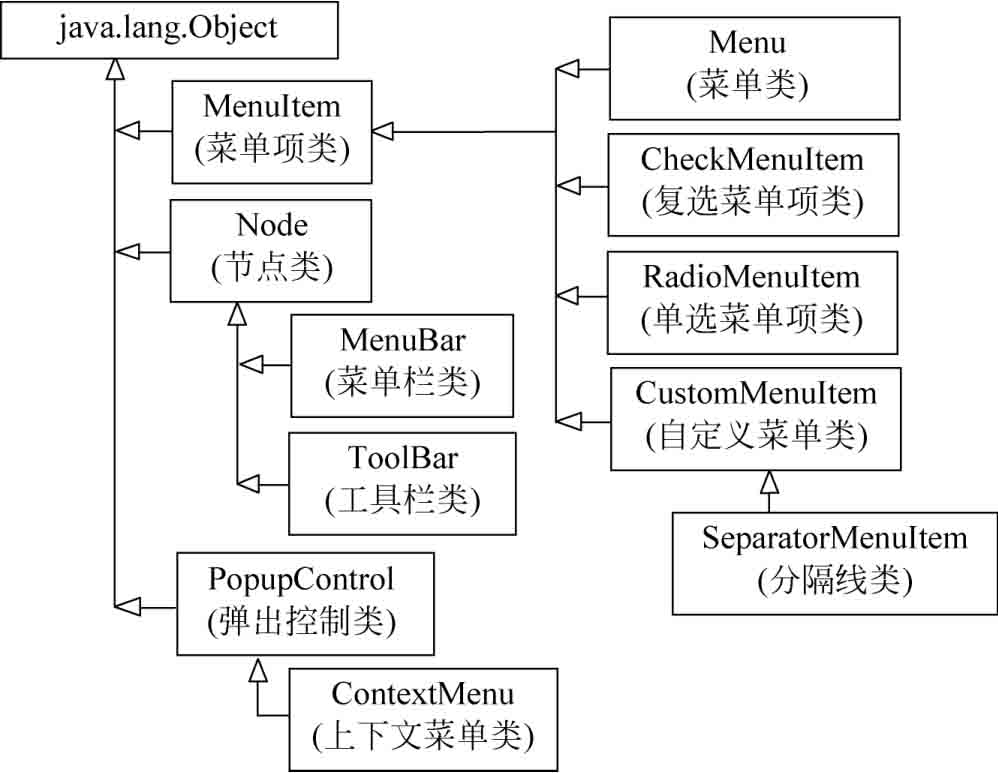 java.lang.Object
MenuItem
(菜单项类)
Node
(节点类)
MenuBar
(菜单栏类)
ToolBar
(工具栏类)
PopupControl
(弹出控制类)
ContextMenu
(上下文菜单类)
Menu
(菜单类)
CheckMenuItem
(复选菜单项类)
RadioMenuItem
(单选菜单项类)
CustomMenuItem
(自定义菜单类)
SeparatorMenuItem
(分隔线类)